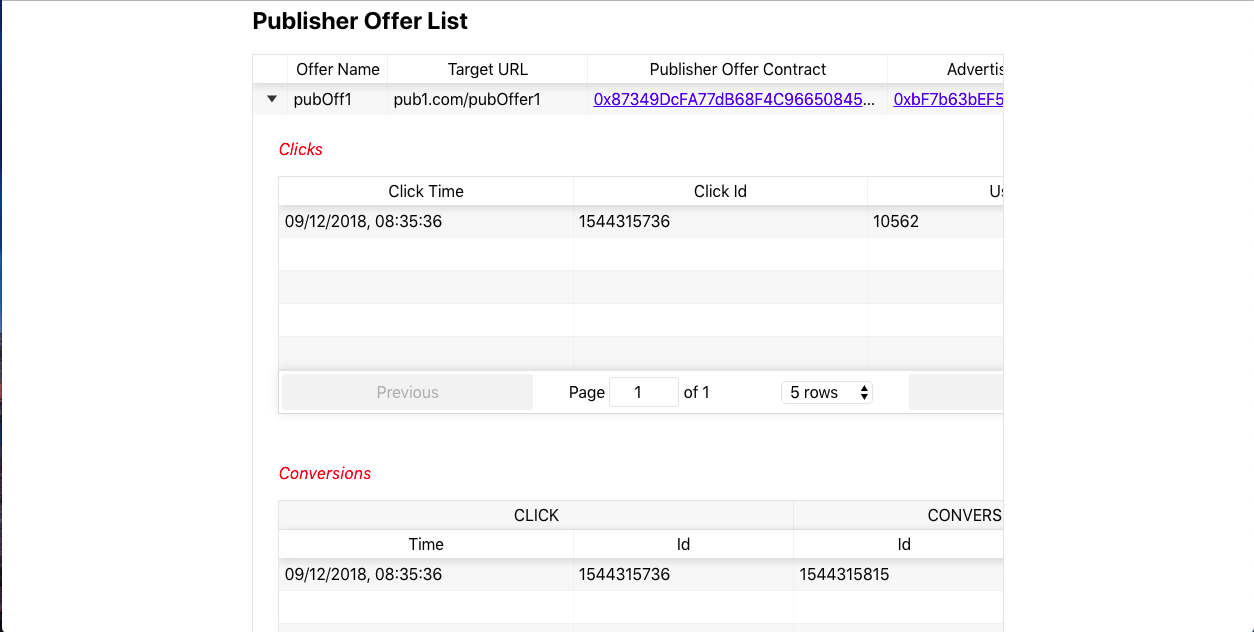 Publisher Offer List
Offer Name Target URL Publisher Offer Contract Advertis
pubOff1 pub1.com/pubOffer1 0x87349DcFA77dB68F4C96650845... 0xbF7b63bEF5
Clicks
Click Time Click Id Us
09/12/2018, 08:35:36 1544315736 10562
Previous Page 1 of 1 5 rows
Conversions
CLICK CONVERS
Time Id Id
09/12/2018, 08:35:36 1544315736 1544315815